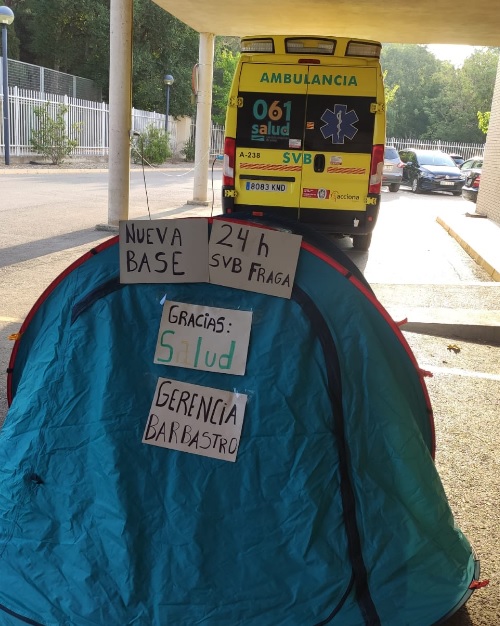 AMBULANCIA
061
salud
A-238
SVB
8083 KND
acciona
NUEVA
BASE
24 h
SVB FRAGA
GRACIAS:
Salud
GERENCIA
BARBASTRO